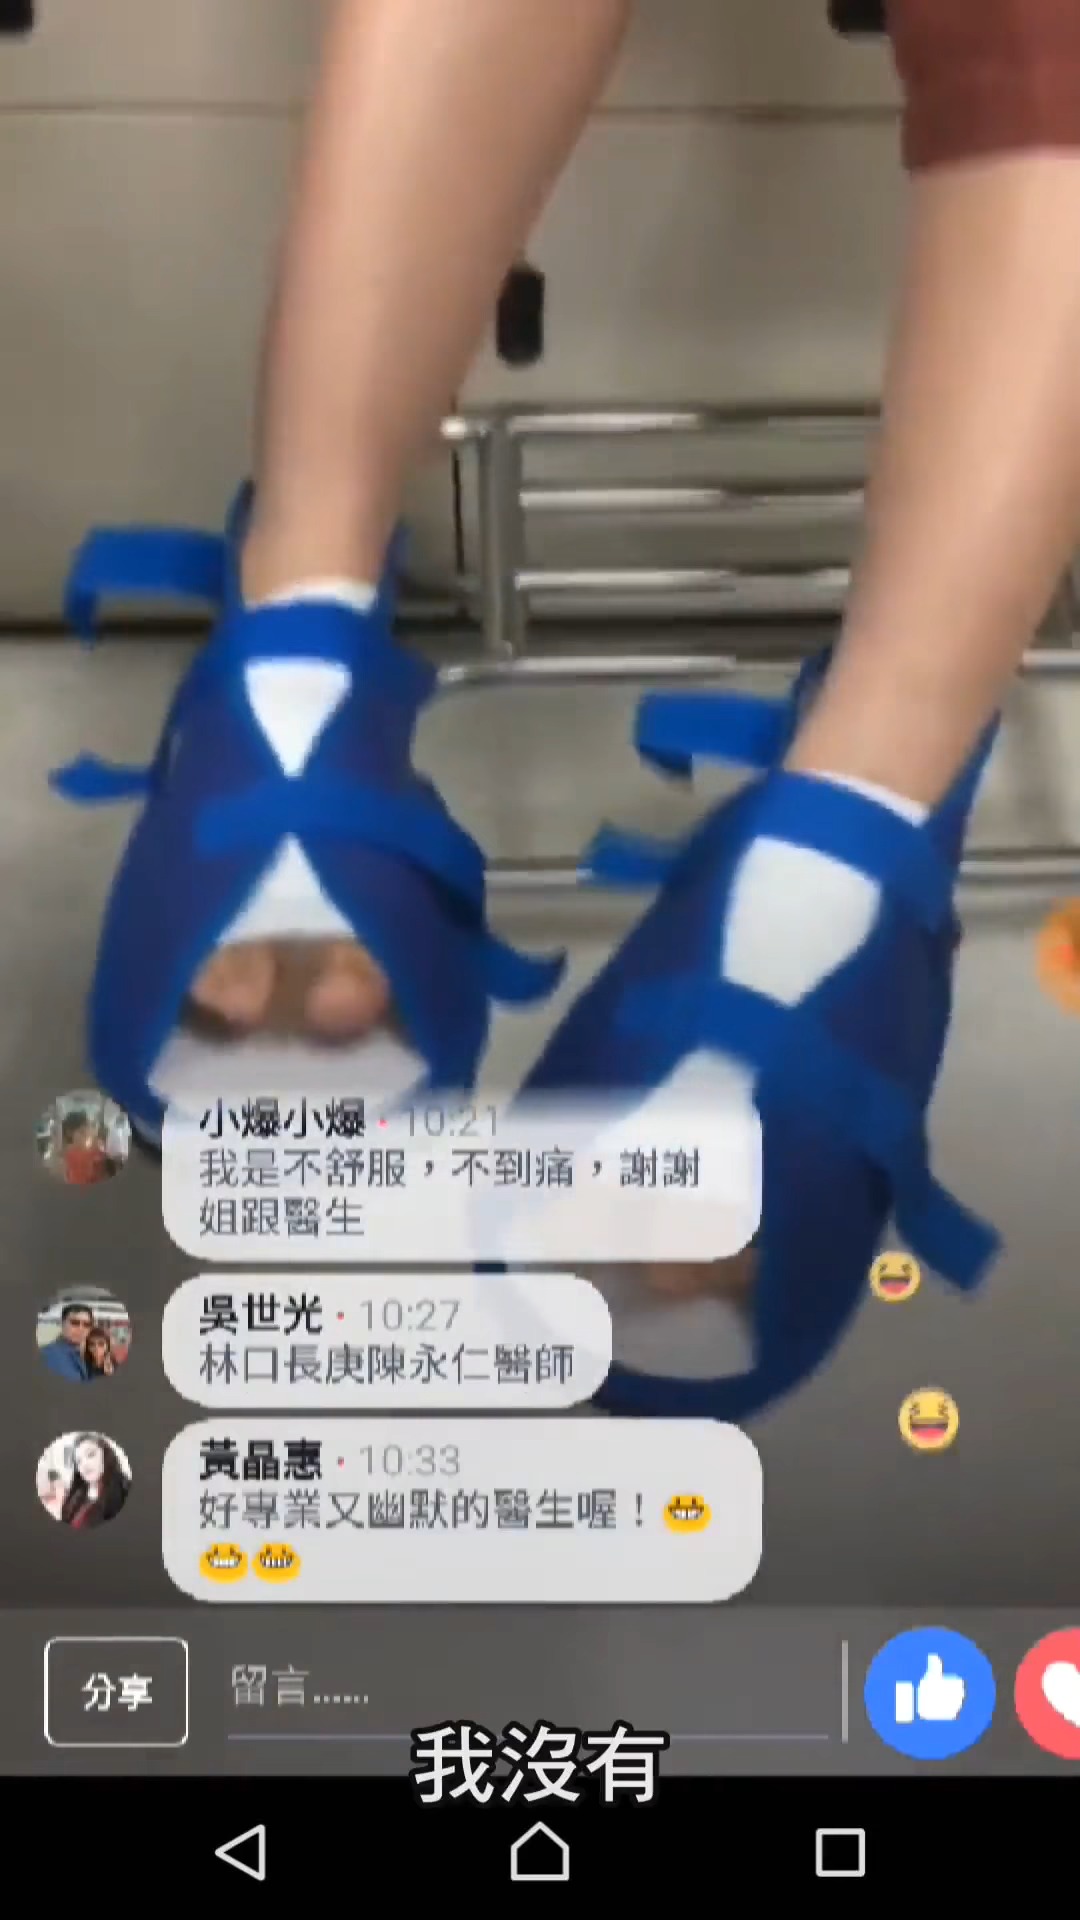 小爆小爆 · 10:21
我是不舒服，不到痛，謝謝
姐跟醫生
吳世光 · 10:27
林口長庚陳永仁醫師
黃晶惠 · 10:33
好專業又幽默的醫生喔！😁
😁😁
分享
留言......
我沒有